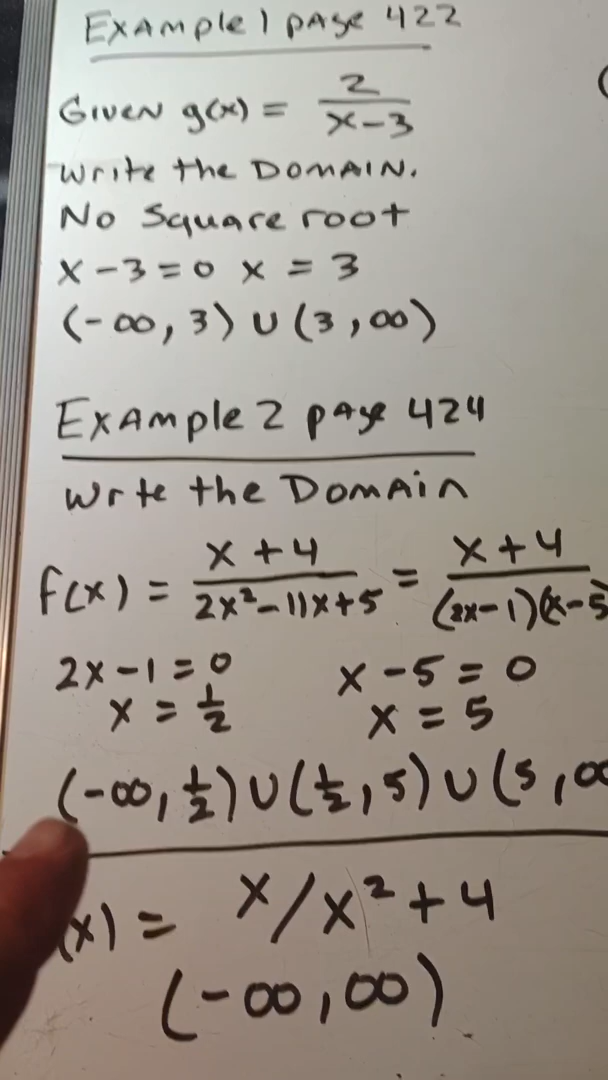 Example 1 page 422
Given g(x) = 2/(x-3)
Write the Domain.
No Square root
x-3=0 x = 3
(-∞, 3) ∪ (3, ∞)
Example 2 page 424
Wrte the Domain
f(x) = (x+4)/(2x²-11x+5) = (x+4)/((2x-1)(x-5
2x-1=0 x-5=0
x = 1/2 x = 5
(-∞, 1/2) ∪ (1/2, 5) ∪ (5, ∞
(x) = x/x²+4
(-∞, ∞)